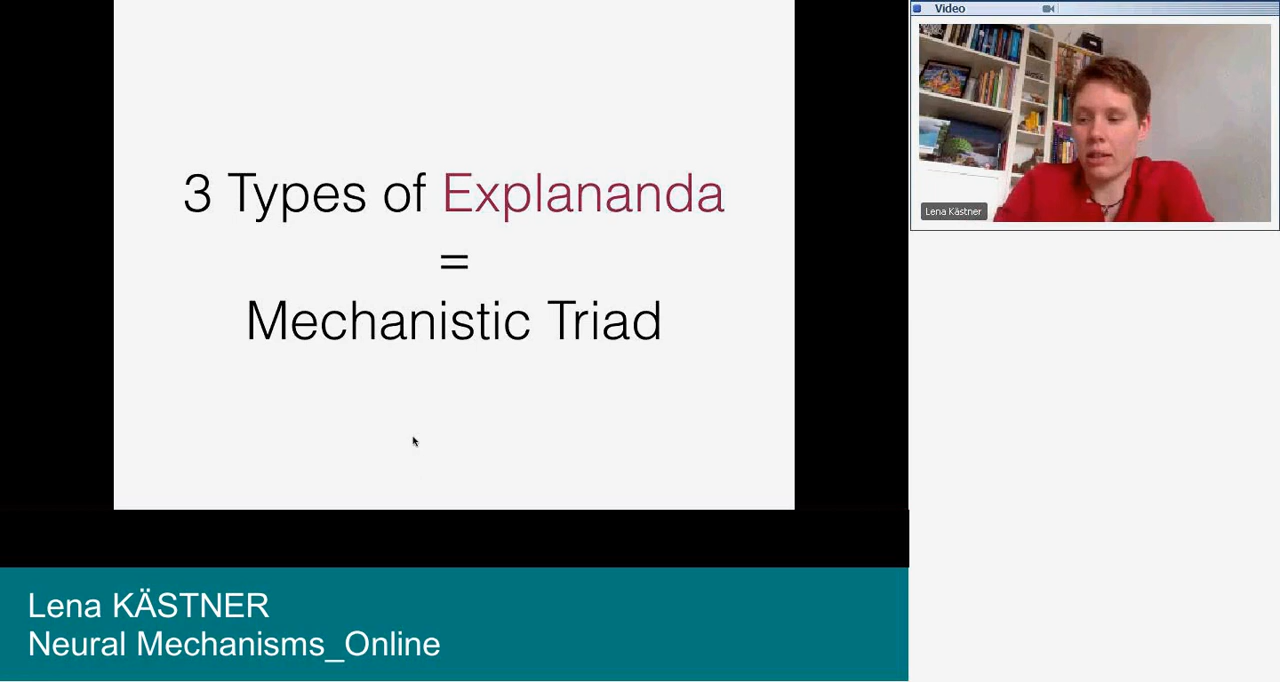 3 Types of Explananda
=
Mechanistic Triad
Video
Lena Kästner
Lena KÄSTNER
Neural Mechanisms_Online